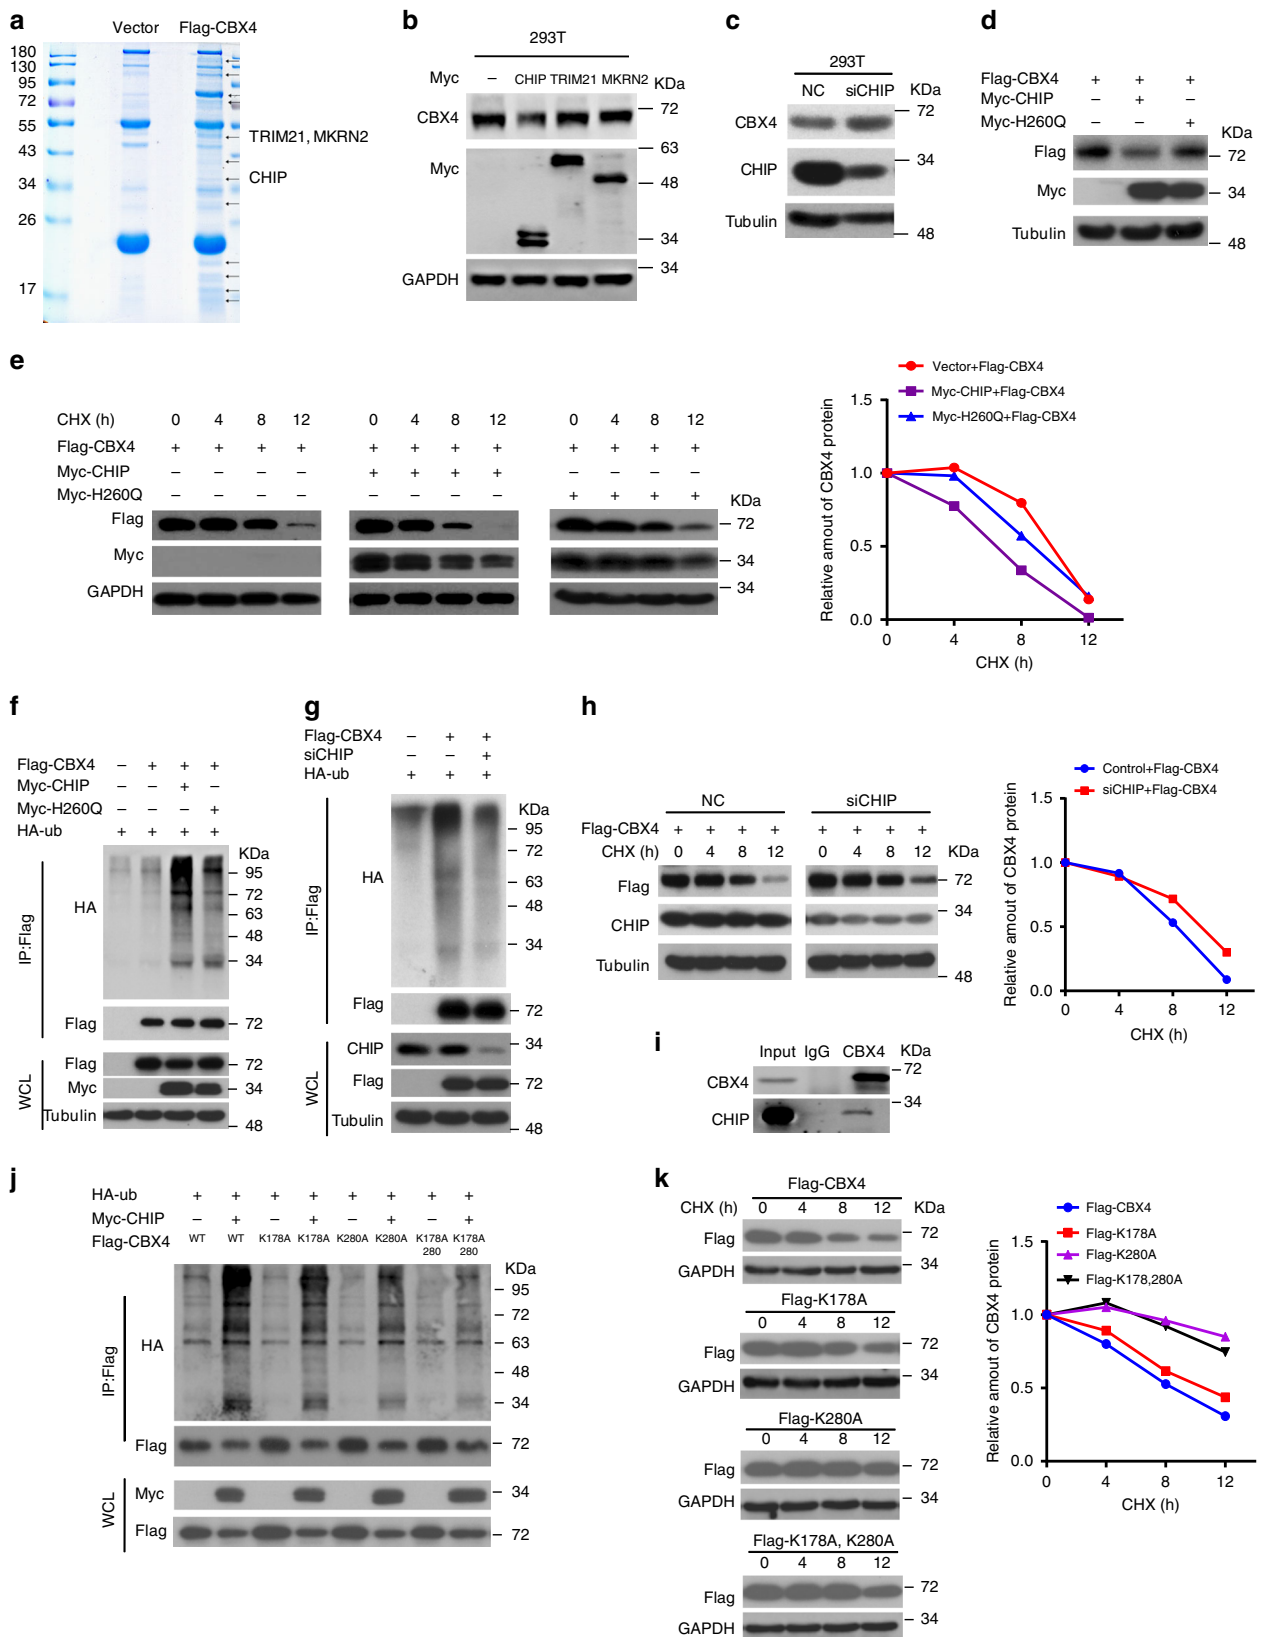 a
Vector Flag-CBX4
180
130
95
72
55
43
34
26
17
TRIM21, MKRN2
CHIP
b
293T
Myc – CHIP TRIM21 MKRN2 KDa
CBX4 72
Myc 63
48
34
GAPDH 34
c
293T
NC siCHIP
CBX4 72
CHIP 34
Tubulin 48
d
Flag-CBX4 + + +
Myc-CHIP – + –
Myc-H260Q – – +
KDa
Flag 72
Myc 34
Tubulin 48
e
CHX (h) 0 4 8 12 0 4 8 12 0 4 8 12
Flag-CBX4 + + + + + + + + + + + +
Myc-CHIP – – – – + + + + – – – –
Myc-H260Q – – – – – – – – + + + +
KDa
Flag 72
Myc 34
GAPDH 34
Vector+Flag-CBX4
Myc-CHIP+Flag-CBX4
Myc-H260Q+Flag-CBX4
Relative amout of CBX4 protein
1.5
1.0
0.5
0.0
0 4 8 12
CHX (h)
f
Flag-CBX4 – + + +
Myc-CHIP – – + –
Myc-H260Q – – – +
HA-ub + + + +
KDa
IP:Flag
HA 95
72
63
48
34
Flag 72
WCL
Flag 72
Myc 34
Tubulin 48
g
Flag-CBX4 – + +
siCHIP – – +
HA-ub + + +
KDa
IP:Flag
HA 95
72
63
48
34
Flag 72
WCL
CHIP 34
Flag 72
Tubulin 48
h
NC siCHIP
Flag-CBX4 + + + + + + + +
CHX (h) 0 4 8 12 0 4 8 12 KDa
Flag 72
CHIP 34
Tubulin 48
Control+Flag-CBX4
siCHIP+Flag-CBX4
Relative amout of CBX4 protein
1.5
1.0
0.5
0.0
0 4 8 12
CHX (h)
i
Input IgG CBX4 KDa
CBX4 72
CHIP 34
j
HA-ub + + + + + + + +
Myc-CHIP – + – + – + – +
Flag-CBX4 WT WT K178A K178A K280A K280A K178A K178A
280 280
KDa
IP:Flag
HA 95
72
63
48
34
Flag 72
WCL
Myc 34
Flag 72
k
Flag-CBX4
CHX (h) 0 4 8 12 KDa
Flag 72
GAPDH 34
Flag-K178A
0 4 8 12
Flag 72
GAPDH 34
Flag-K280A
0 4 8 12
Flag 72
GAPDH 34
Flag-K178A, K280A
0 4 8 12
Flag 72
GAPDH 34
Flag-CBX4
Flag-K178A
Flag-K280A
Flag-K178,280A
Relative amout of CBX4 protein
1.5
1.0
0.5
0.0
0 4 8 12
CHX (h)